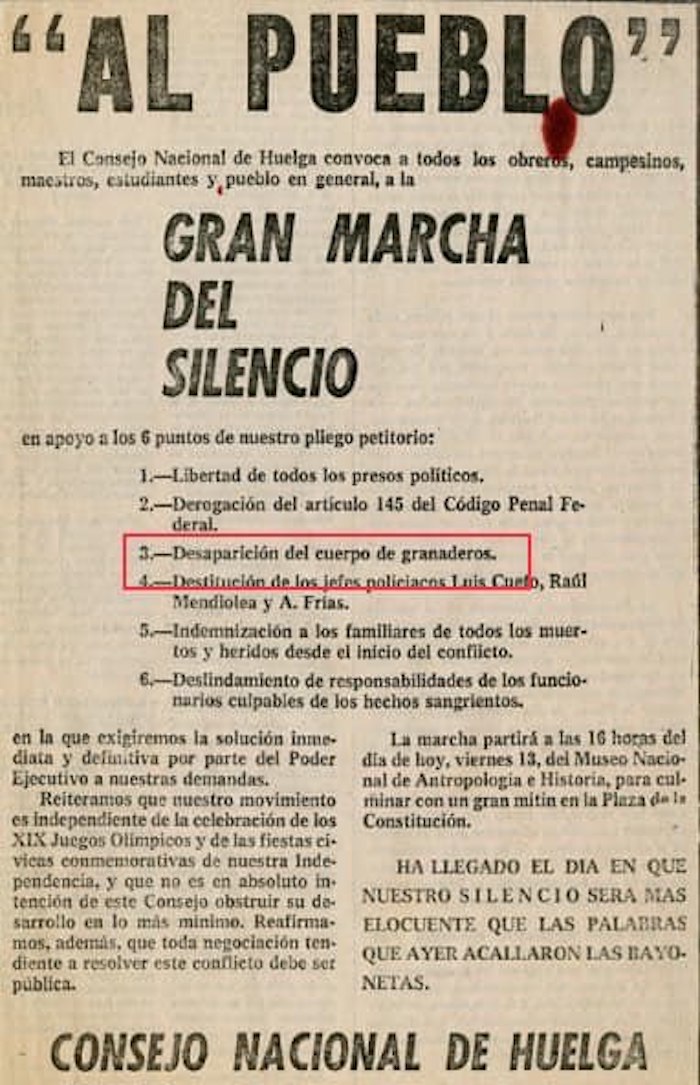 “AL PUEBLO”
El Consejo Nacional de Huelga convoca a todos los obreros, campesinos,
maestros, estudiantes y pueblo en general, a la
GRAN MARCHA
DEL
SILENCIO
en apoyo a los 6 puntos de nuestro pliego petitorio:
1.—Libertad de todos los presos políticos.
2.—Derogación del artículo 145 del Código Penal Fe-
deral.
3.—Desaparición del cuerpo de granaderos.
4.—Destitución de los jefes policiacos Luis Cueto, Raúl
Mendiolea y A. Frías.
5.—Indemnización a los familiares de todos los muer-
tos y heridos desde el inicio del conflicto.
6.—Deslindamiento de responsabilidades de los funcio-
narios culpables de los hechos sangrientos.
en la que exigiremos la solución inme-
diata y definitiva por parte del Poder
Ejecutivo a nuestras demandas.
Reiteramos que nuestro movimiento
es independiente de la celebración de los
XIX Juegos Olímpicos y de las fiestas cí-
vicas conmemorativas de nuestra Inde-
pendencia, y que no es en absoluto in-
tención de este Consejo obstruir su de-
sarrollo en lo más mínimo. Reafirma-
mos, además, que toda negociación ten-
diente a resolver este conflicto debe ser
pública.
La marcha partirá a las 16 horas del
día de hoy, viernes 13, del Museo Nacio-
nal de Antropología e Historia, para cul-
minar con un gran mitin en la Plaza de la
Constitución.
HA LLEGADO EL DIA EN QUE
NUESTRO SILENCIO SERA MAS
ELOCUENTE QUE LAS PALABRAS
QUE AYER ACALLARON LAS BAYO-
NETAS.
CONSEJO NACIONAL DE HUELGA